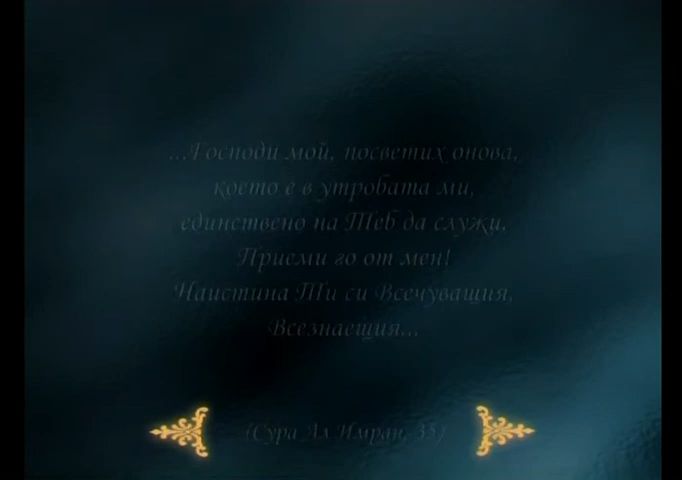 ...Господи мой, посветих онова,
което е в утробата ми,
единствено на Теб да служи.
Приеми го от мен!
Наистина Ти си Всечуващия,
Всезнаещия...
(Сура Ал Имран, 35)